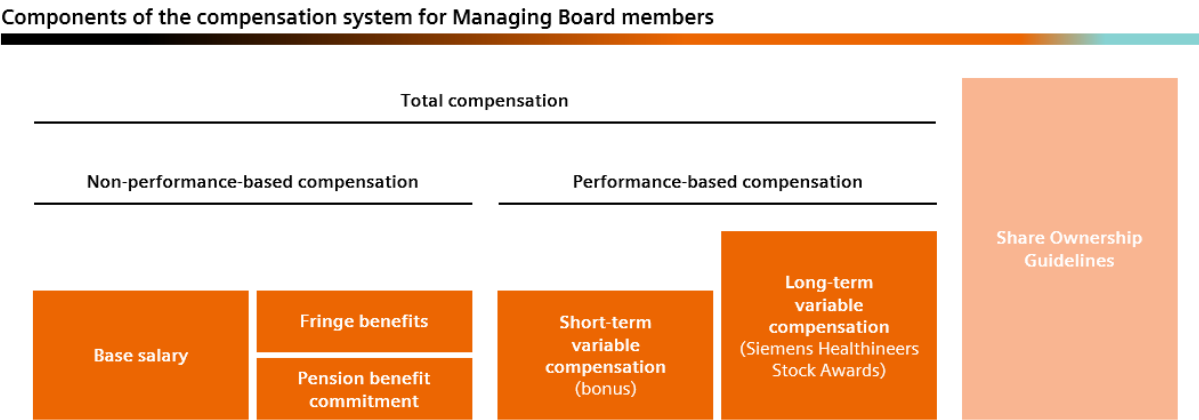 Components of the compensation system for Managing Board members
Total compensation
Non-performance-based compensation
Performance-based compensation
Base salary
Fringe benefits
Pension benefit
commitment
Short-term
variable
compensation
(bonus)
Long-term
variable
compensation
(Siemens Healthineers
Stock Awards)
Share Ownership
Guidelines